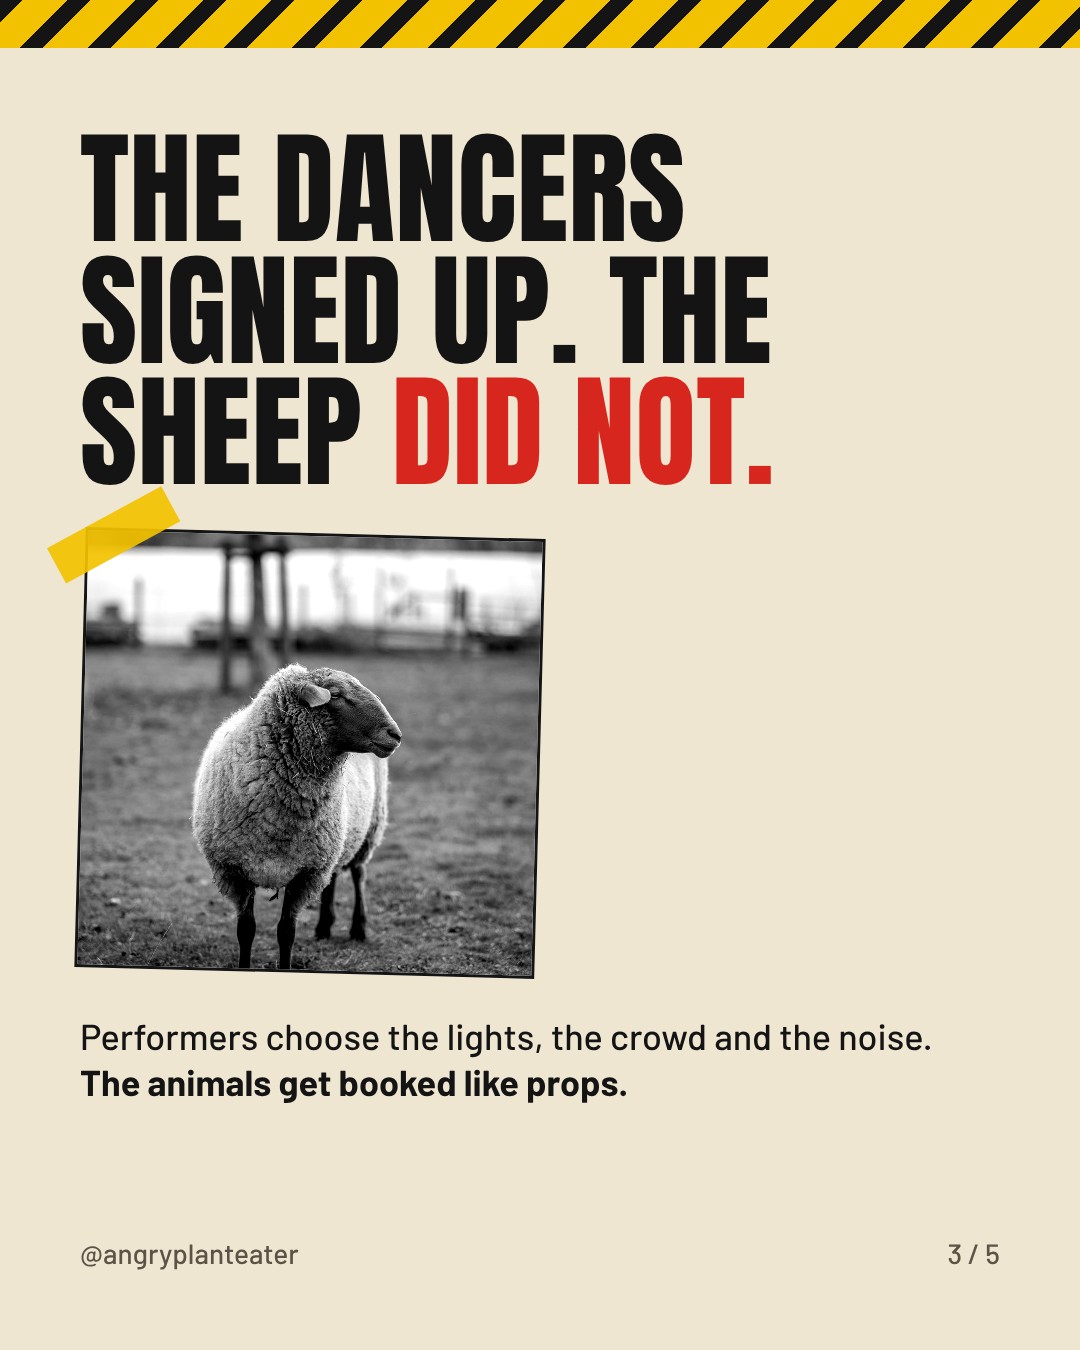 THE DANCERS
SIGNED UP. THE
SHEEP DID NOT.
Performers choose the lights, the crowd and the noise.
The animals get booked like props.
@angryplanteater
3 / 5